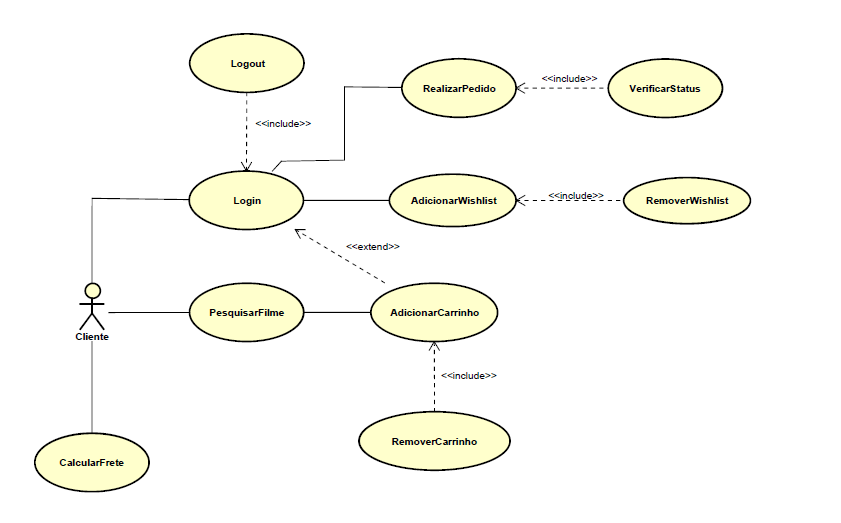 Logout
RealizarPedido
<<include>>
VerificarStatus
<<include>>
Login
AdicionarWishlist
<<include>>
RemoverWishlist
<<extend>>
Cliente
PesquisarFilme
AdicionarCarrinho
<<include>>
RemoverCarrinho
CalcularFrete